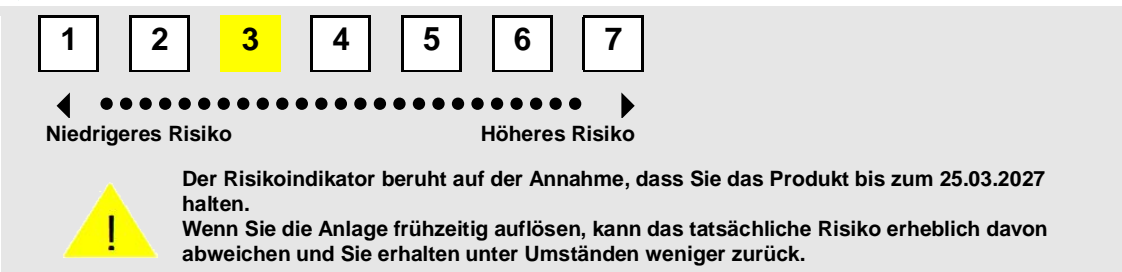 1 2 3 4 5 6 7
Niedrigeres Risiko Höheres Risiko
Der Risikoindikator beruht auf der Annahme, dass Sie das Produkt bis zum 25.03.2027
halten.
Wenn Sie die Anlage frühzeitig auflösen, kann das tatsächliche Risiko erheblich davon
abweichen und Sie erhalten unter Umständen weniger zurück.
!